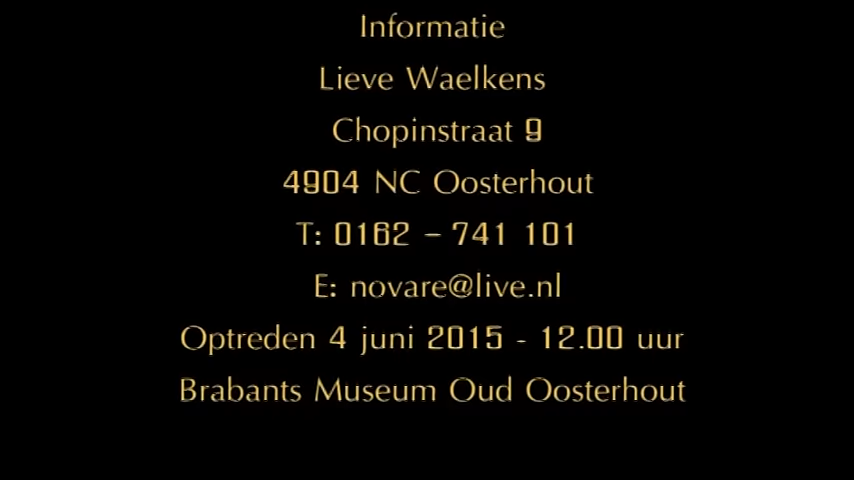 Informatie
Lieve Waelkens
Chopinstraat 9
4904 NC Oosterhout
T: 0162 – 741 101
E: novare@live.nl
Optreden 4 juni 2015 - 12.00 uur
Brabants Museum Oud Oosterhout